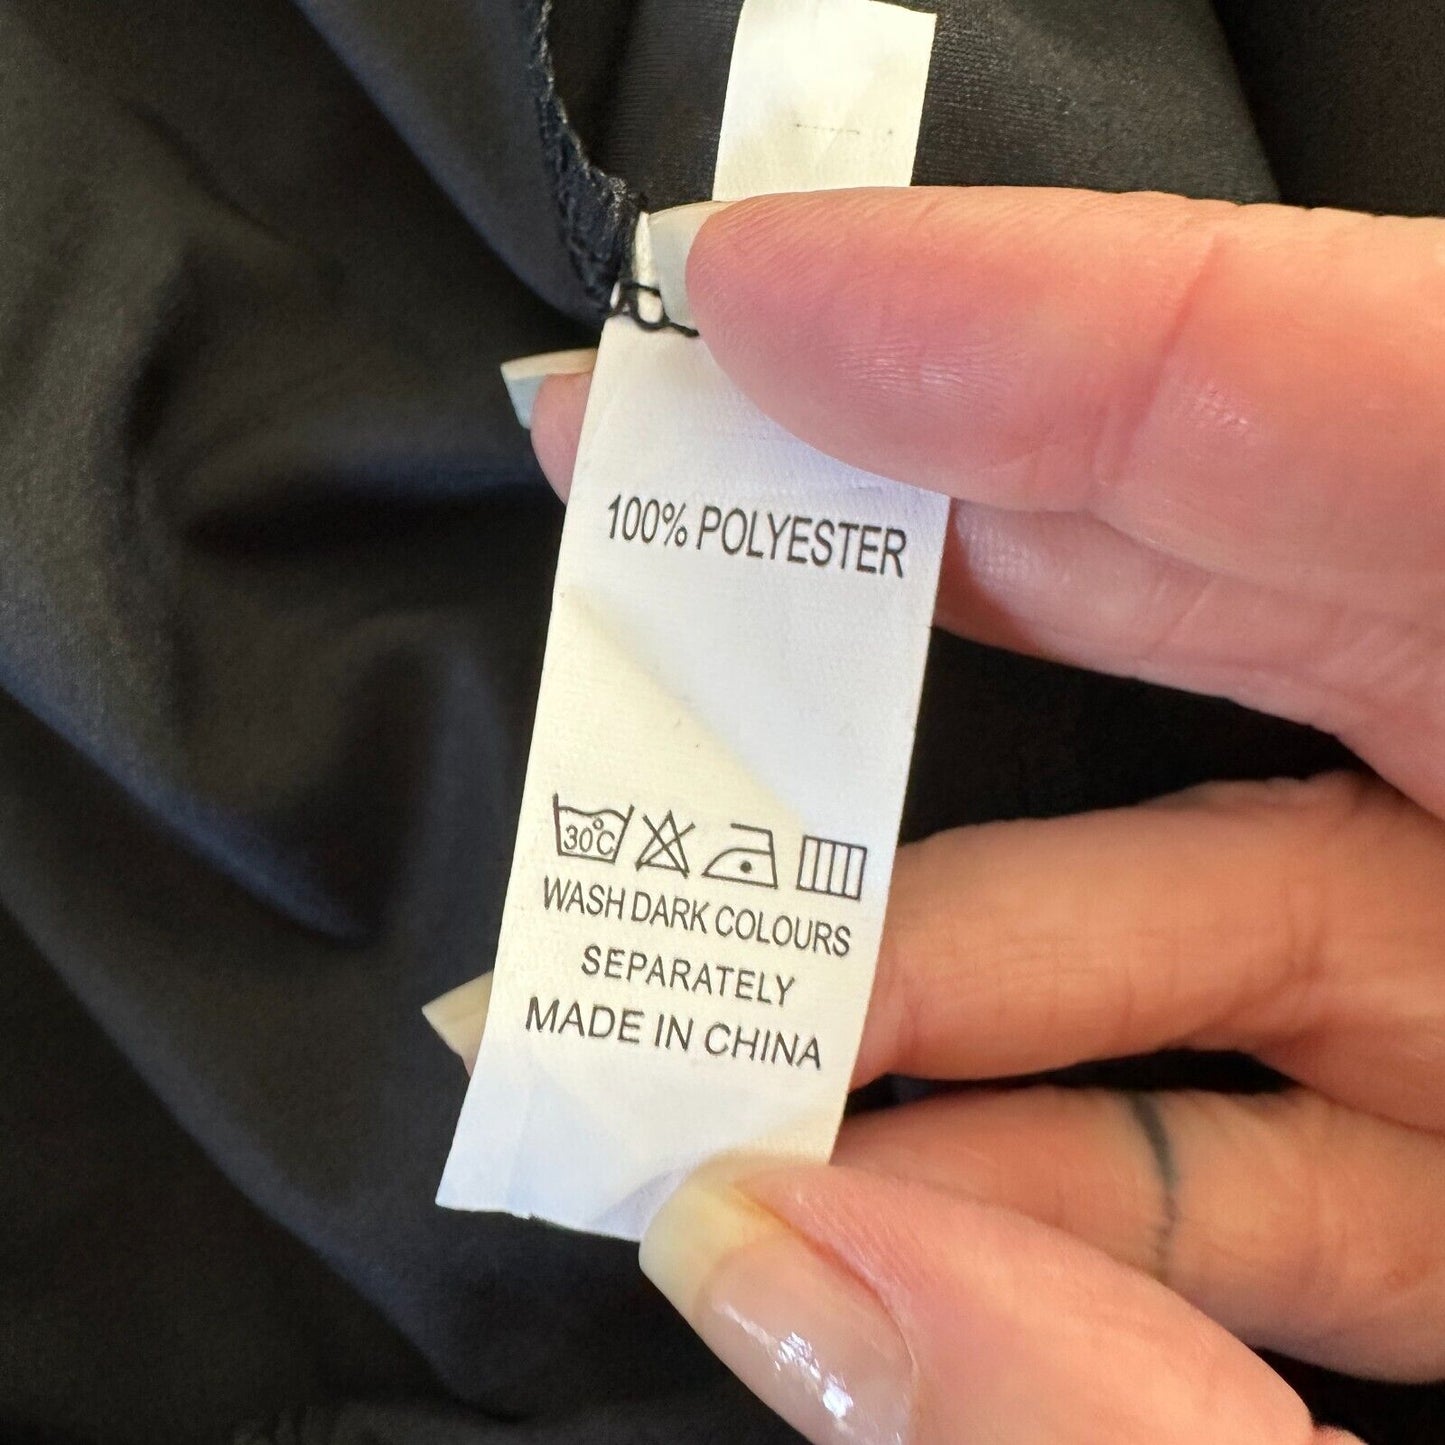 100% POLYESTER
30°C
WASH DARK COLOURS
SEPARATELY
MADE IN CHINA